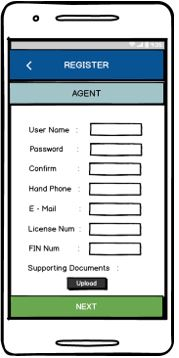 REGISTER
AGENT
User Name :
Password :
Confirm :
Hand Phone :
E - Mail :
License Num :
FIN Num :
Supporting Documents :
Upload
NEXT